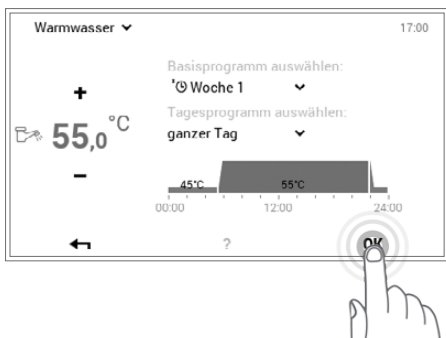 Warmwasser
17:00
Basisprogramm auswählen:
Woche 1
+
55,0°C
Tagesprogramm auswählen:
ganzer Tag
−
45°C 55°C
00:00 12:00 24:00
? OK